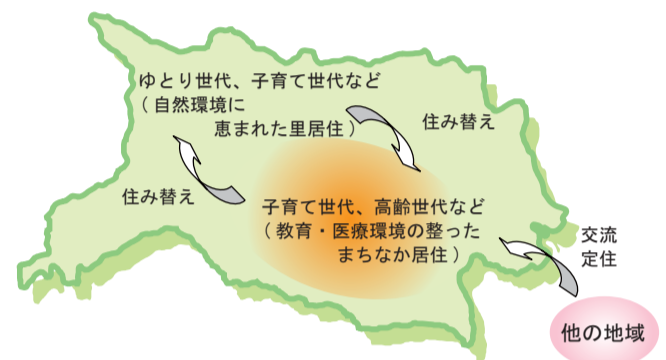 ゆとり世代、子育て世代など
（自然環境に
恵まれた里居住）
住み替え
住み替え
子育て世代、高齢世代など
（教育・医療環境の整った
まちなか居住）
交流
定住
他の地域